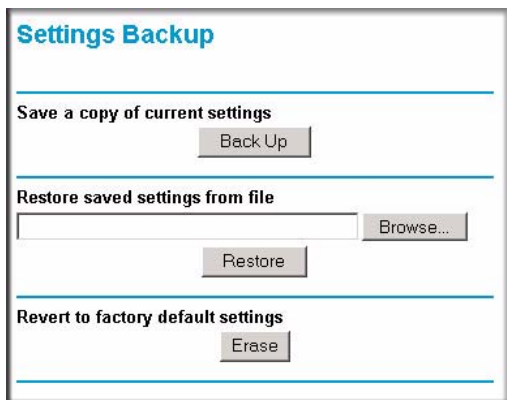 Settings Backup
Save a copy of current settings
Back Up
Restore saved settings from file
Browse...
Restore
Revert to factory default settings
Erase